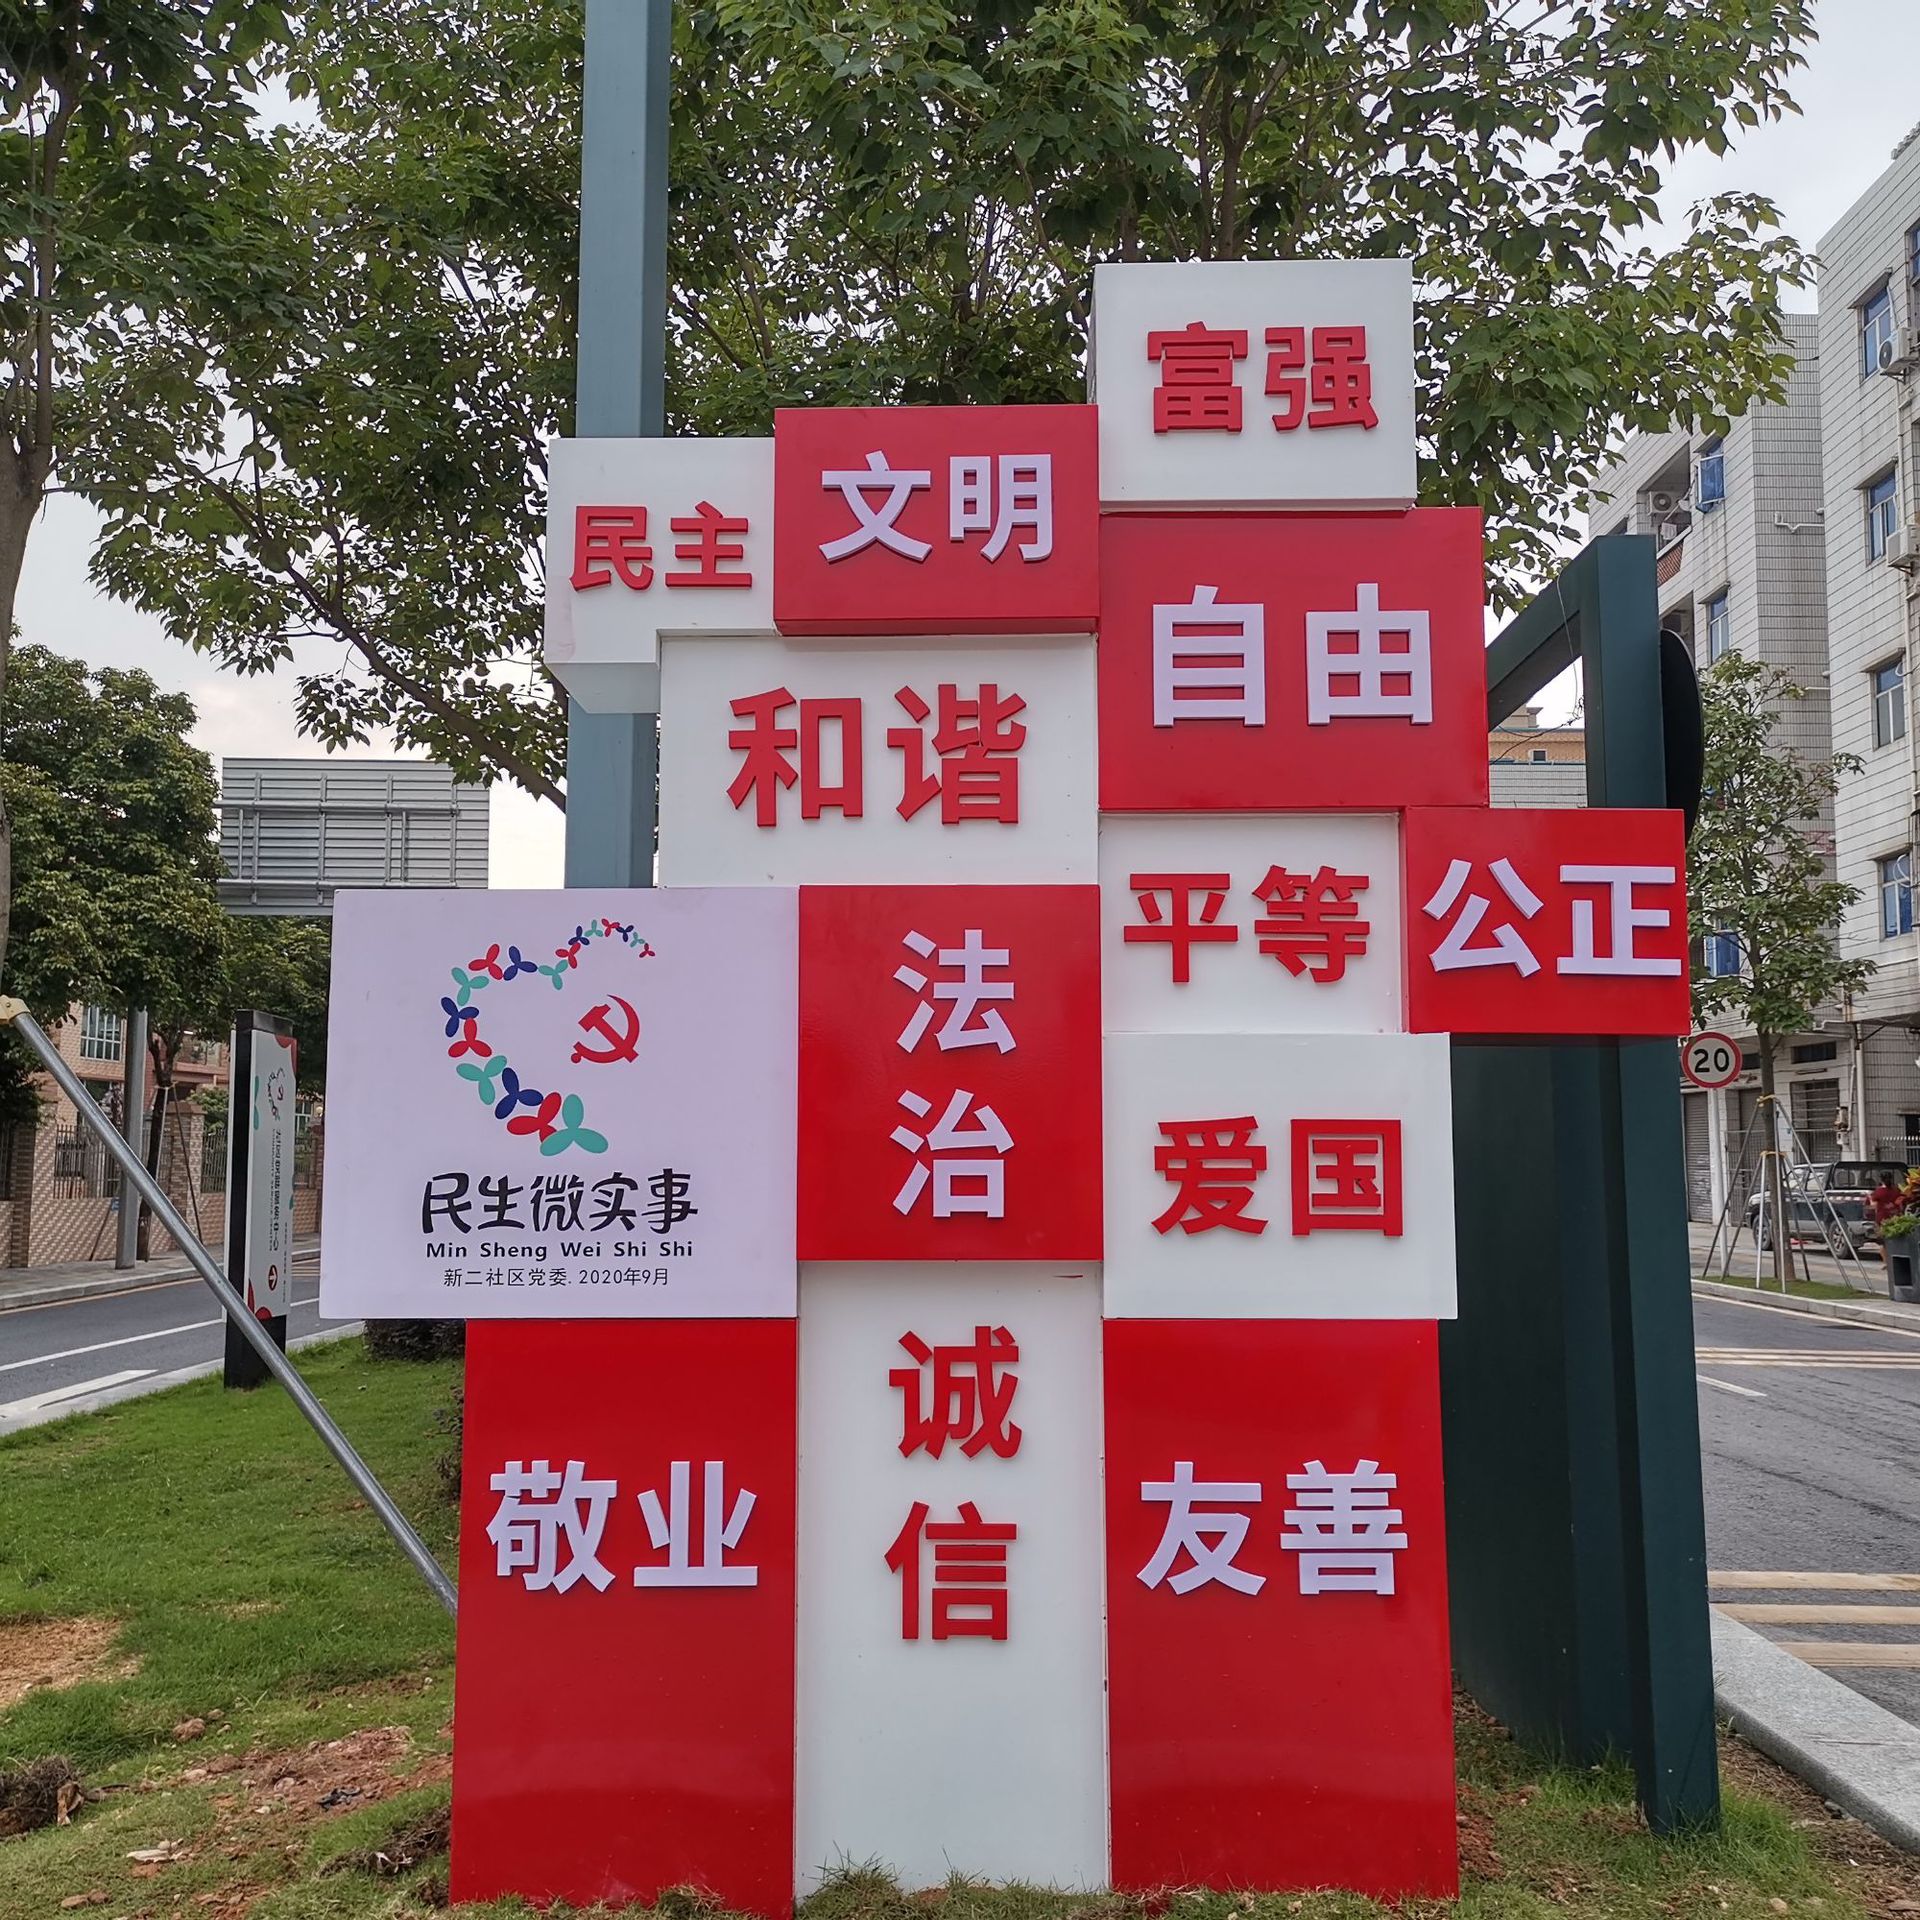 富强
文明
民主
自由
和谐
平等
公正
法
治
民生微实事
Min Sheng Wei Shi Shi
新二社区党委.2020年9月
爱国
诚
信
敬业
友善
20